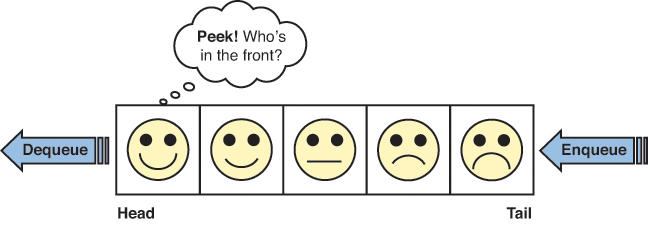 Peek! Who's
in the front?
Dequeue
Enqueue
Head
Tail